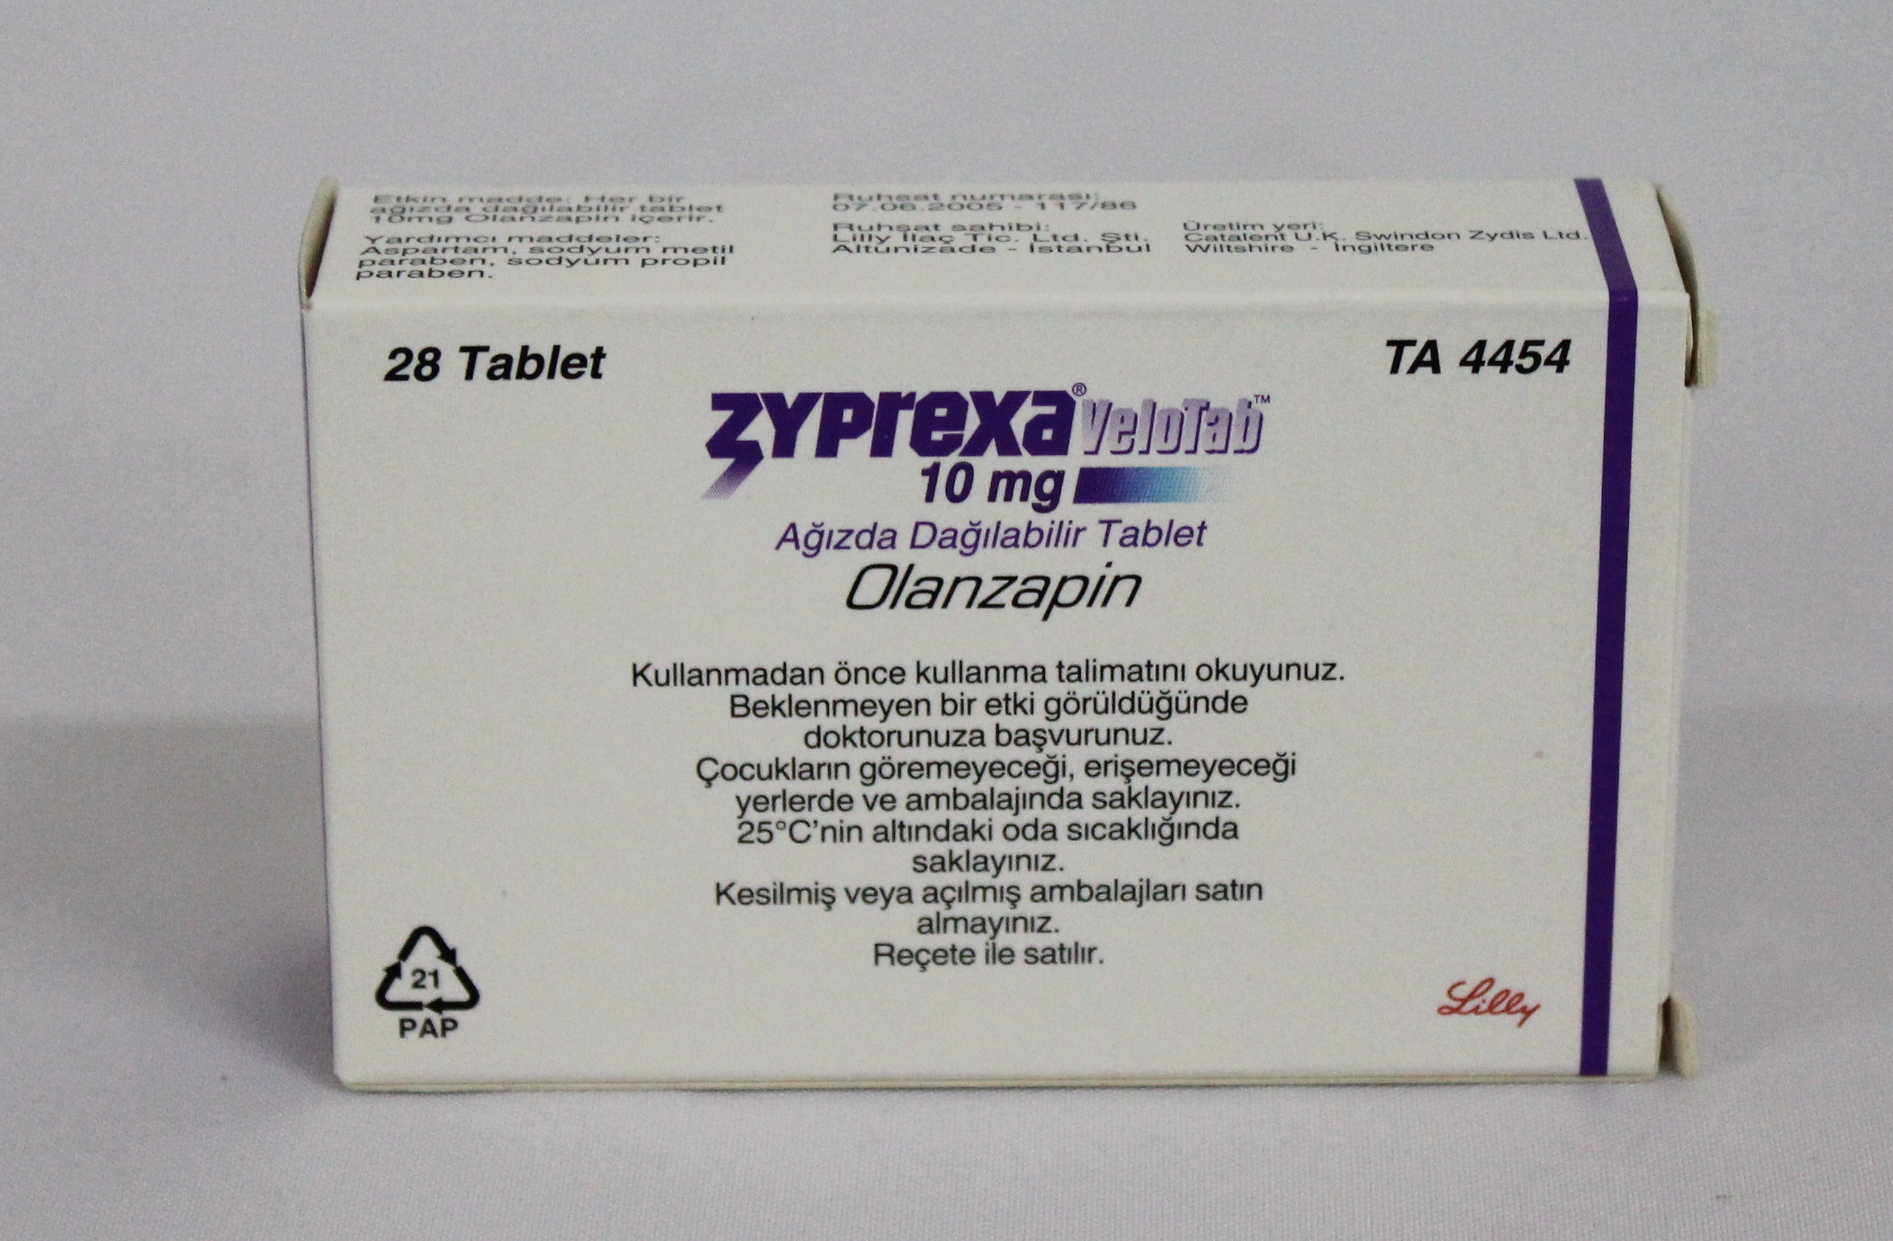 Etkin madde: Her bir
ağızda dağılabilir tablet
10mg Olanzapin içerir.
Yardımcı maddeler:
Aspartam, sodyum metil
paraben, sodyum propil
paraben.
Ruhsat numarası:
07.06.2005 - 117/86
Ruhsat sahibi:
Lilly İlaç Tic. Ltd. Şti.
Altunizade - İstanbul
Üretim yeri:
Catalent U.K. Swindon Zydis Ltd.
Wiltshire - İngiltere
28 Tablet
TA 4454
zyprexa® VeloTab™
10 mg
Ağızda Dağılabilir Tablet
Olanzapin
Kullanmadan önce kullanma talimatını okuyunuz.
Beklenmeyen bir etki görüldüğünde
doktorunuza başvurunuz.
Çocukların göremeyeceği, erişemeyeceği
yerlerde ve ambalajında saklayınız.
25°C'nin altındaki oda sıcaklığında
saklayınız.
Kesilmiş veya açılmış ambalajları satın
almayınız.
Reçete ile satılır.
21
PAP
Lilly